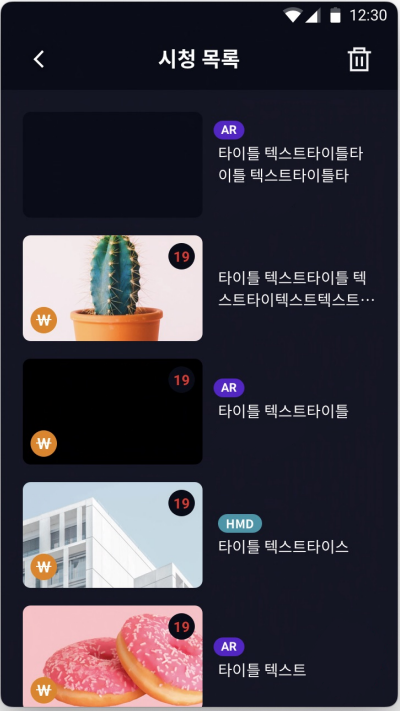 12:30
시청 목록
AR
타이틀 텍스트타이틀타
이틀 텍스트타이틀타
19
타이틀 텍스트타이틀 텍
스트타이텍스트텍스트…
₩
19
AR
타이틀 텍스트타이틀
₩
19
HMD
타이틀 텍스트타이스
₩
19
AR
타이틀 텍스트
₩